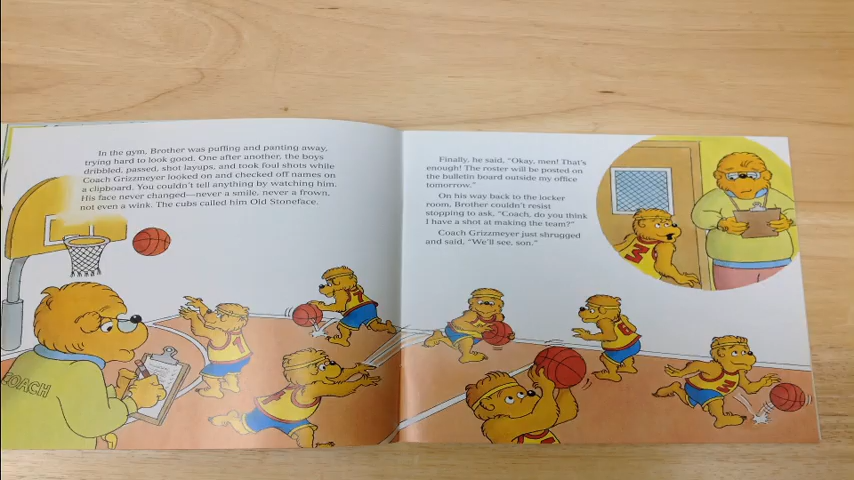 In the gym, Brother was puffing and panting away,
trying hard to look good. One after another, the boys
dribbled, passed, shot layups, and took foul shots while
Coach Grizzmeyer looked on and checked off names on
a clipboard. You couldn't tell anything by watching him.
His face never changed—never a smile, never a frown,
not even a wink. The cubs called him Old Stoneface.
COACH
Finally, he said, "Okay, men! That's
enough! The roster will be posted on
the bulletin board outside my office
tomorrow."
On his way back to the locker
room, Brother couldn't resist
stopping to ask, "Coach, do you think
I have a shot at making the team?"
Coach Grizzmeyer just shrugged
and said, "We'll see, son."